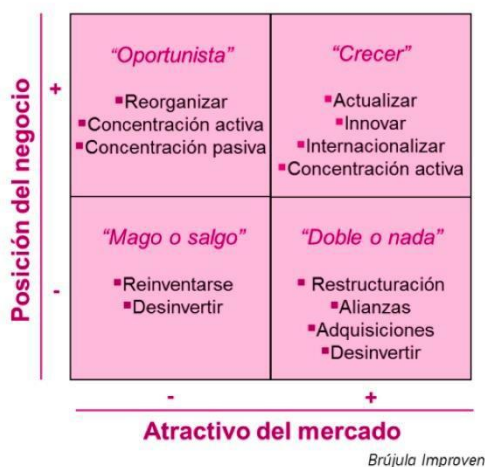 Posición del negocio
+
-
“Oportunista”
▪Reorganizar
▪Concentración activa
▪Concentración pasiva
“Crecer”
▪Actualizar
▪Innovar
▪Internacionalizar
▪Concentración activa
“Mago o salgo”
▪Reinventarse
▪Desinvertir
“Doble o nada”
▪Restructuración
▪Alianzas
▪Adquisiciones
▪Desinvertir
- +
Atractivo del mercado
Brújula Improven